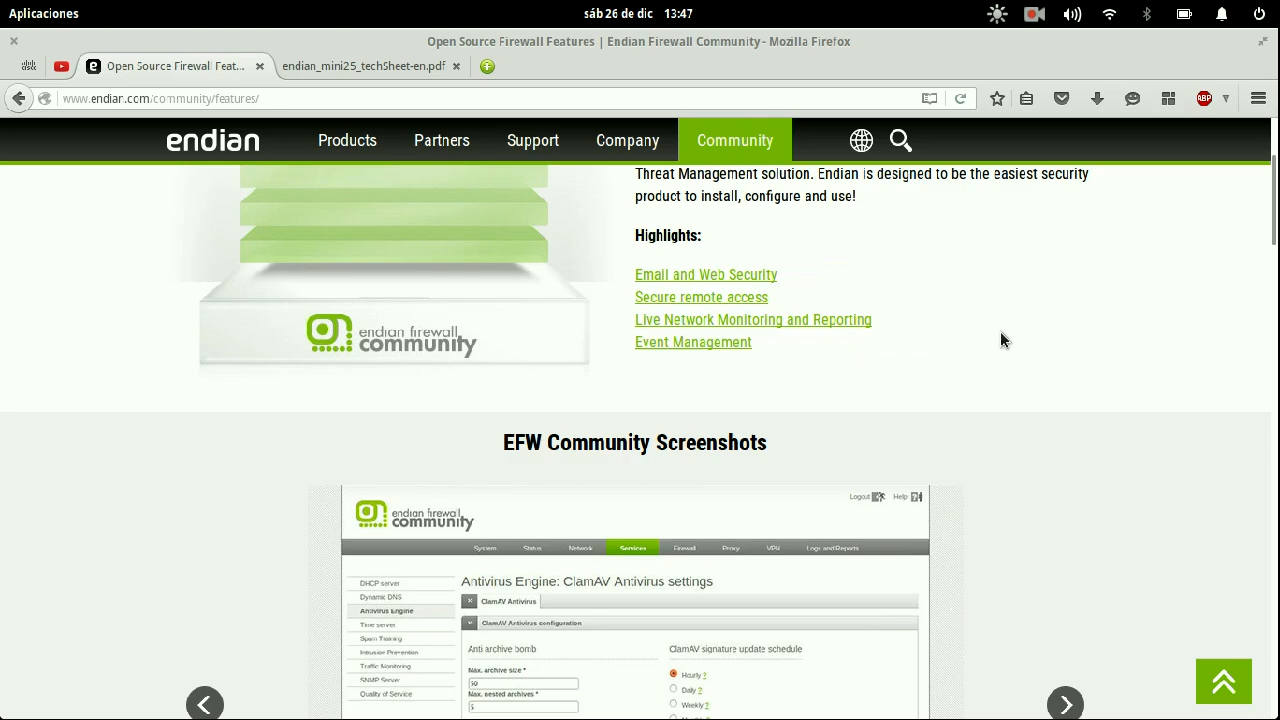 Aplicaciones
sáb 26 de dic 13:47
Open Source Firewall Features | Endian Firewall Community - Mozilla Firefox
Open Source Firewall Feat...
endian_mini25_techSheet-en.pdf
www.endian.com/community/features/
ABP
endian
Products
Partners
Support
Company
Community
Threat Management solution. Endian is designed to be the easiest security
product to install, configure and use!
Highlights:
Email and Web Security
Secure remote access
Live Network Monitoring and Reporting
Event Management
endian firewall
community
EFW Community Screenshots
Logout
Help
endian firewall
community
System
Status
Network
Services
Firewall
Proxy
VPN
Logs and Reports
DHCP server
Dynamic DNS
Antivirus Engine
Time server
Spam Training
Intrusion Prevention
Traffic Monitoring
SNMP Server
Quality of Service
Antivirus Engine: ClamAV Antivirus settings
ClamAV Antivirus
ClamAV Antivirus configuration
Anti archive bomb
Max. archive size *
50
Max. nested archives *
5
ClamAV signature update schedule
Hourly ?
Daily ?
Weekly ?